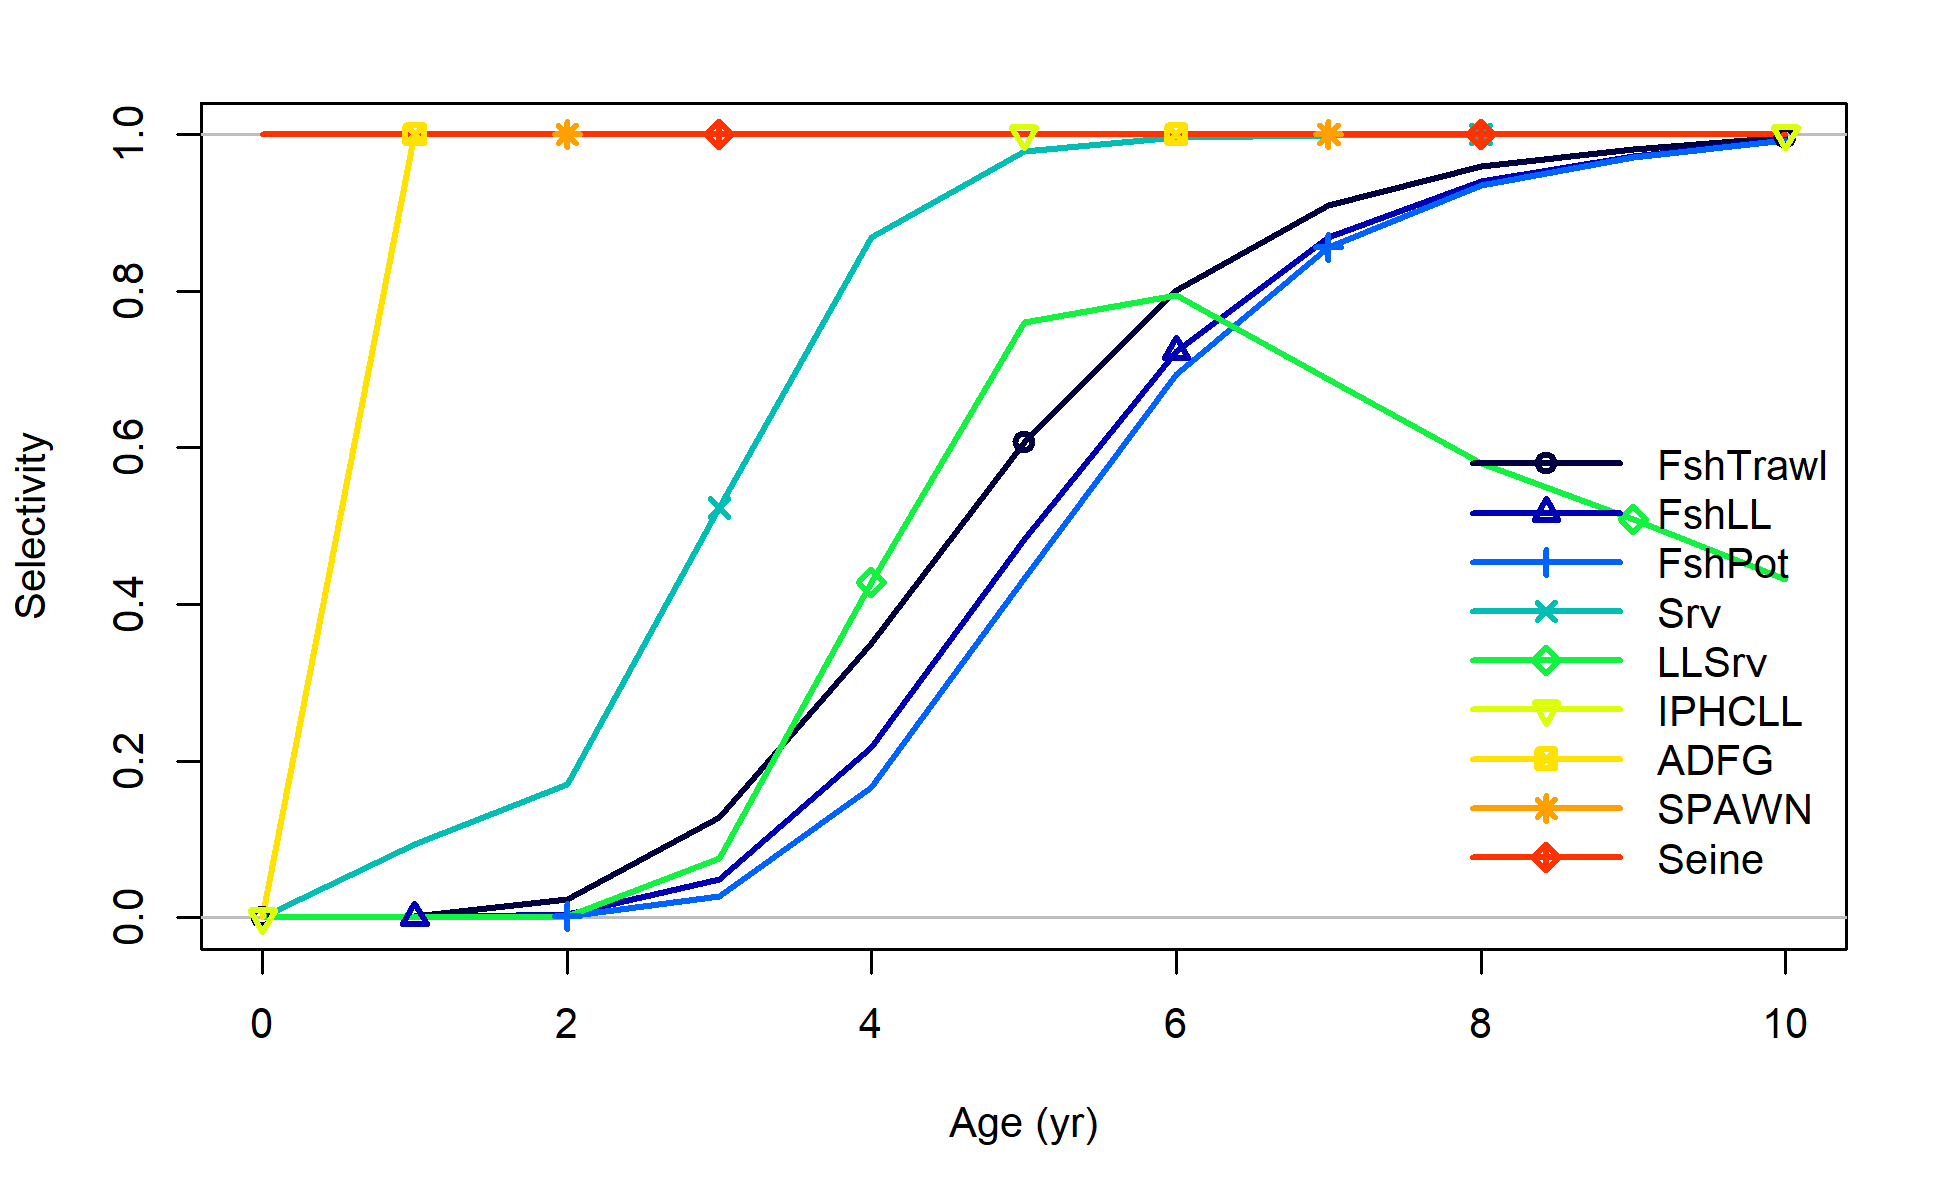 1.0
0.8
0.6
0.4
0.2
0.0
Selectivity
FshTrawl
FshLL
FshPot
Srv
LLSrv
IPHCLL
ADFG
SPAWN
Seine
0 2 4 6 8 10
Age (yr)